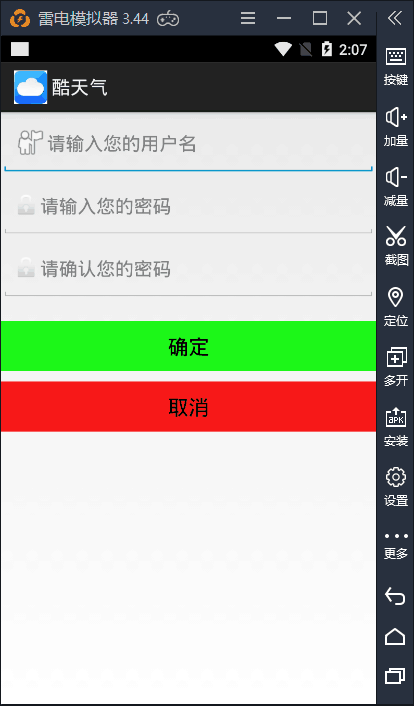 雷电模拟器 3.44
2:07
酷天气
请输入您的用户名
请输入您的密码
请确认您的密码
确定
取消
按键
加量
减量
截图
定位
多开
APK
安装
设置
更多